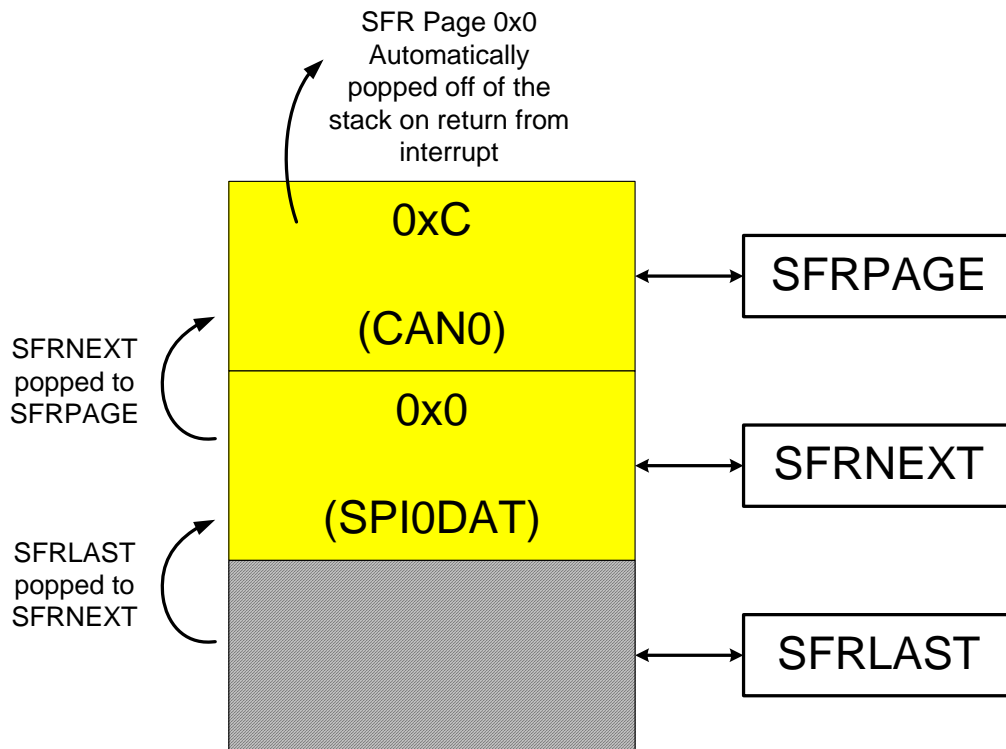 SFR Page 0x0
Automatically
popped off of the
stack on return from
interrupt
0xC
(CAN0)
SFRPAGE
SFRNEXT
popped to
SFRPAGE
0x0
(SPI0DAT)
SFRNEXT
SFRLAST
popped to
SFRNEXT
SFRLAST